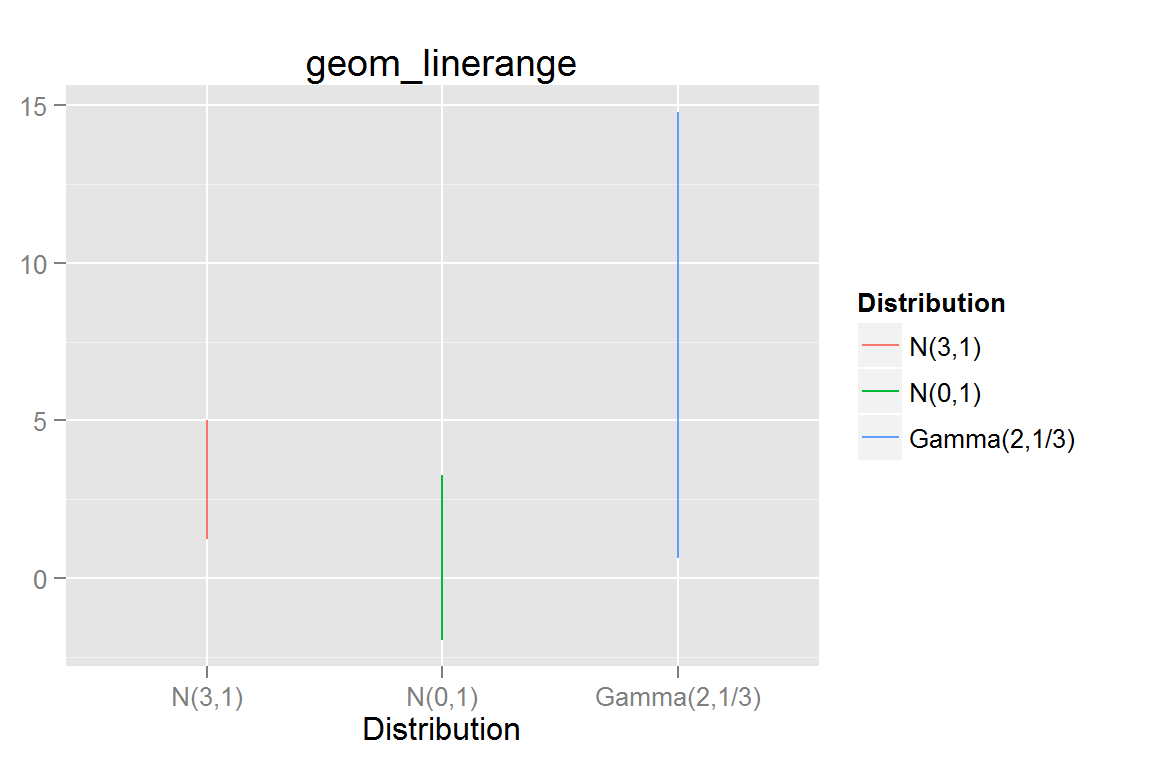 geom_linerange
15
10
5
0
N(3,1) N(0,1) Gamma(2,1/3)
Distribution
Distribution
N(3,1)
N(0,1)
Gamma(2,1/3)